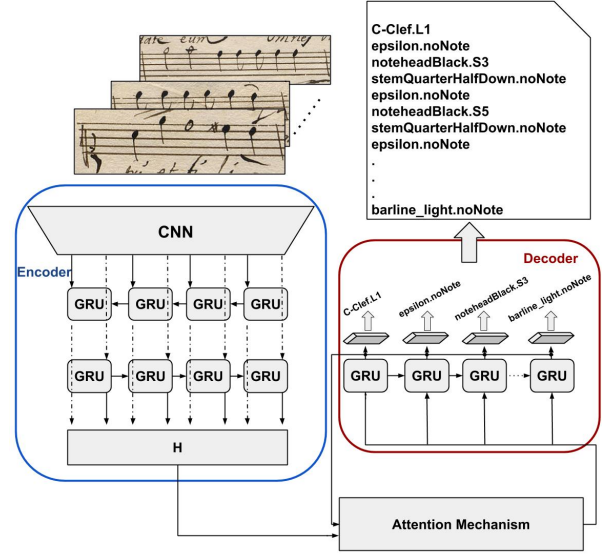 C-Clef.L1
epsilon.noNote
noteheadBlack.S3
stemQuarterHalfDown.noNote
epsilon.noNote
noteheadBlack.S5
stemQuarterHalfDown.noNote
epsilon.noNote
.
.
.
barline_light.noNote
CNN
Encoder
GRU GRU GRU GRU
GRU GRU GRU GRU
H
Decoder
C-Clef.L1 epsilon.noNote noteheadBlack.S3 barline_light.noNote
GRU GRU GRU GRU
Attention Mechanism